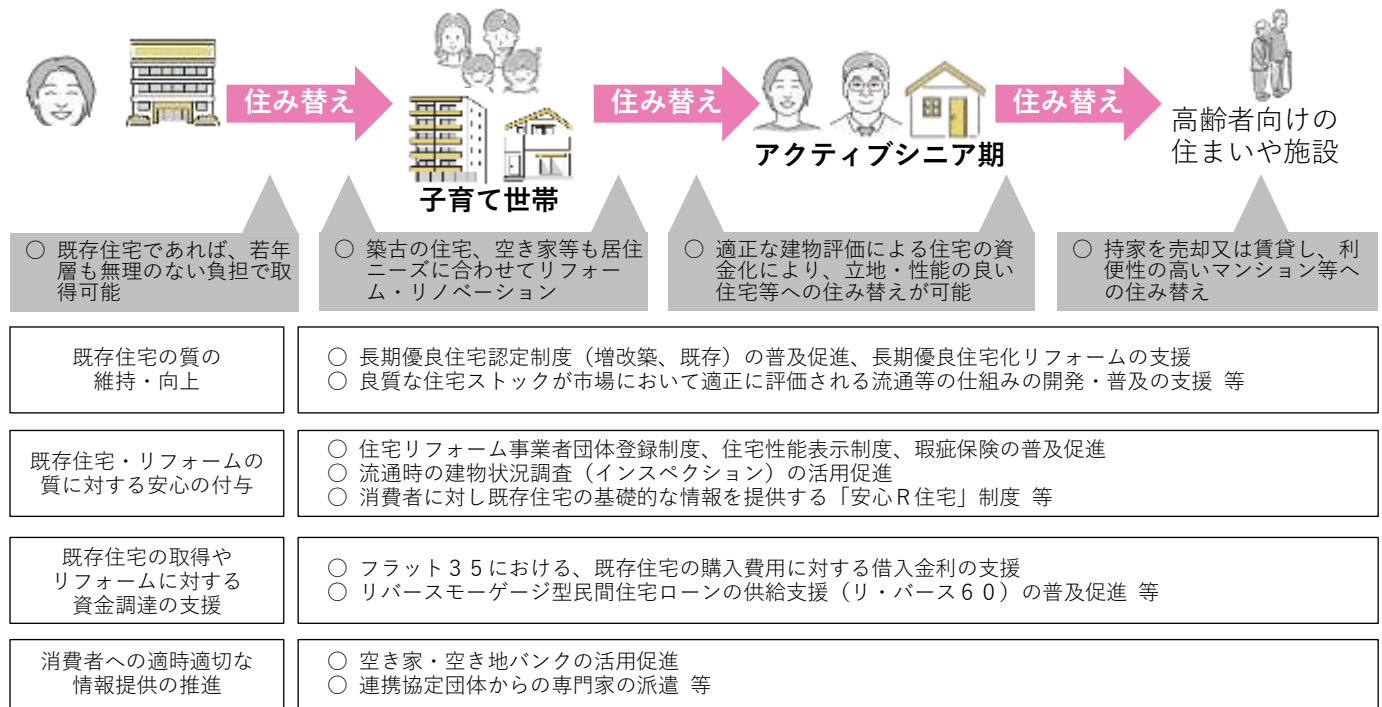 住み替え
住み替え
住み替え
子育て世帯
アクティブシニア期
高齢者向けの
住まいや施設
○ 既存住宅であれば、若年
層も無理のない負担で取
得可能
○ 築古の住宅、空き家等も居住
ニーズに合わせてリフォー
ム・リノベーション
○ 適正な建物評価による住宅の資
金化により、立地・性能の良い
住宅等への住み替えが可能
○ 持家を売却又は賃貸し、利
便性の高いマンション等へ
の住み替え
既存住宅の質の
維持・向上
○ 長期優良住宅認定制度（増改築、既存）の普及促進、長期優良住宅化リフォームの支援
○ 良質な住宅ストックが市場において適正に評価される流通等の仕組みの開発・普及の支援 等
既存住宅・リフォームの
質に対する安心の付与
○ 住宅リフォーム事業者団体登録制度、住宅性能表示制度、瑕疵保険の普及促進
○ 流通時の建物状況調査（インスペクション）の活用促進
○ 消費者に対し既存住宅の基礎的な情報を提供する「安心Ｒ住宅」制度 等
既存住宅の取得や
リフォームに対する
資金調達の支援
○ フラット３５における、既存住宅の購入費用に対する借入金利の支援
○ リバースモーゲージ型民間住宅ローンの供給支援（リ・バース６０）の普及促進 等
消費者への適時適切な
情報提供の推進
○ 空き家・空き地バンクの活用促進
○ 連携協定団体からの専門家の派遣 等